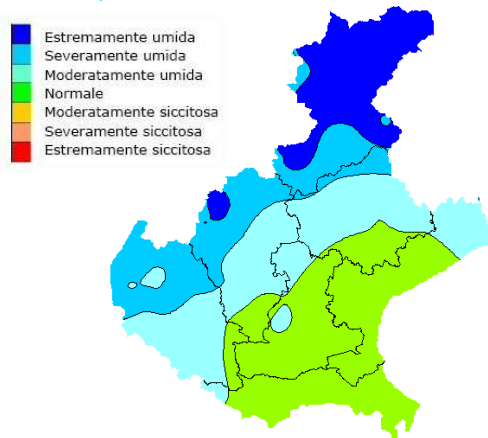 Estremamente umida
Severamente umida
Moderatamente umida
Normale
Moderatamente siccitosa
Severamente siccitosa
Estremamente siccitosa